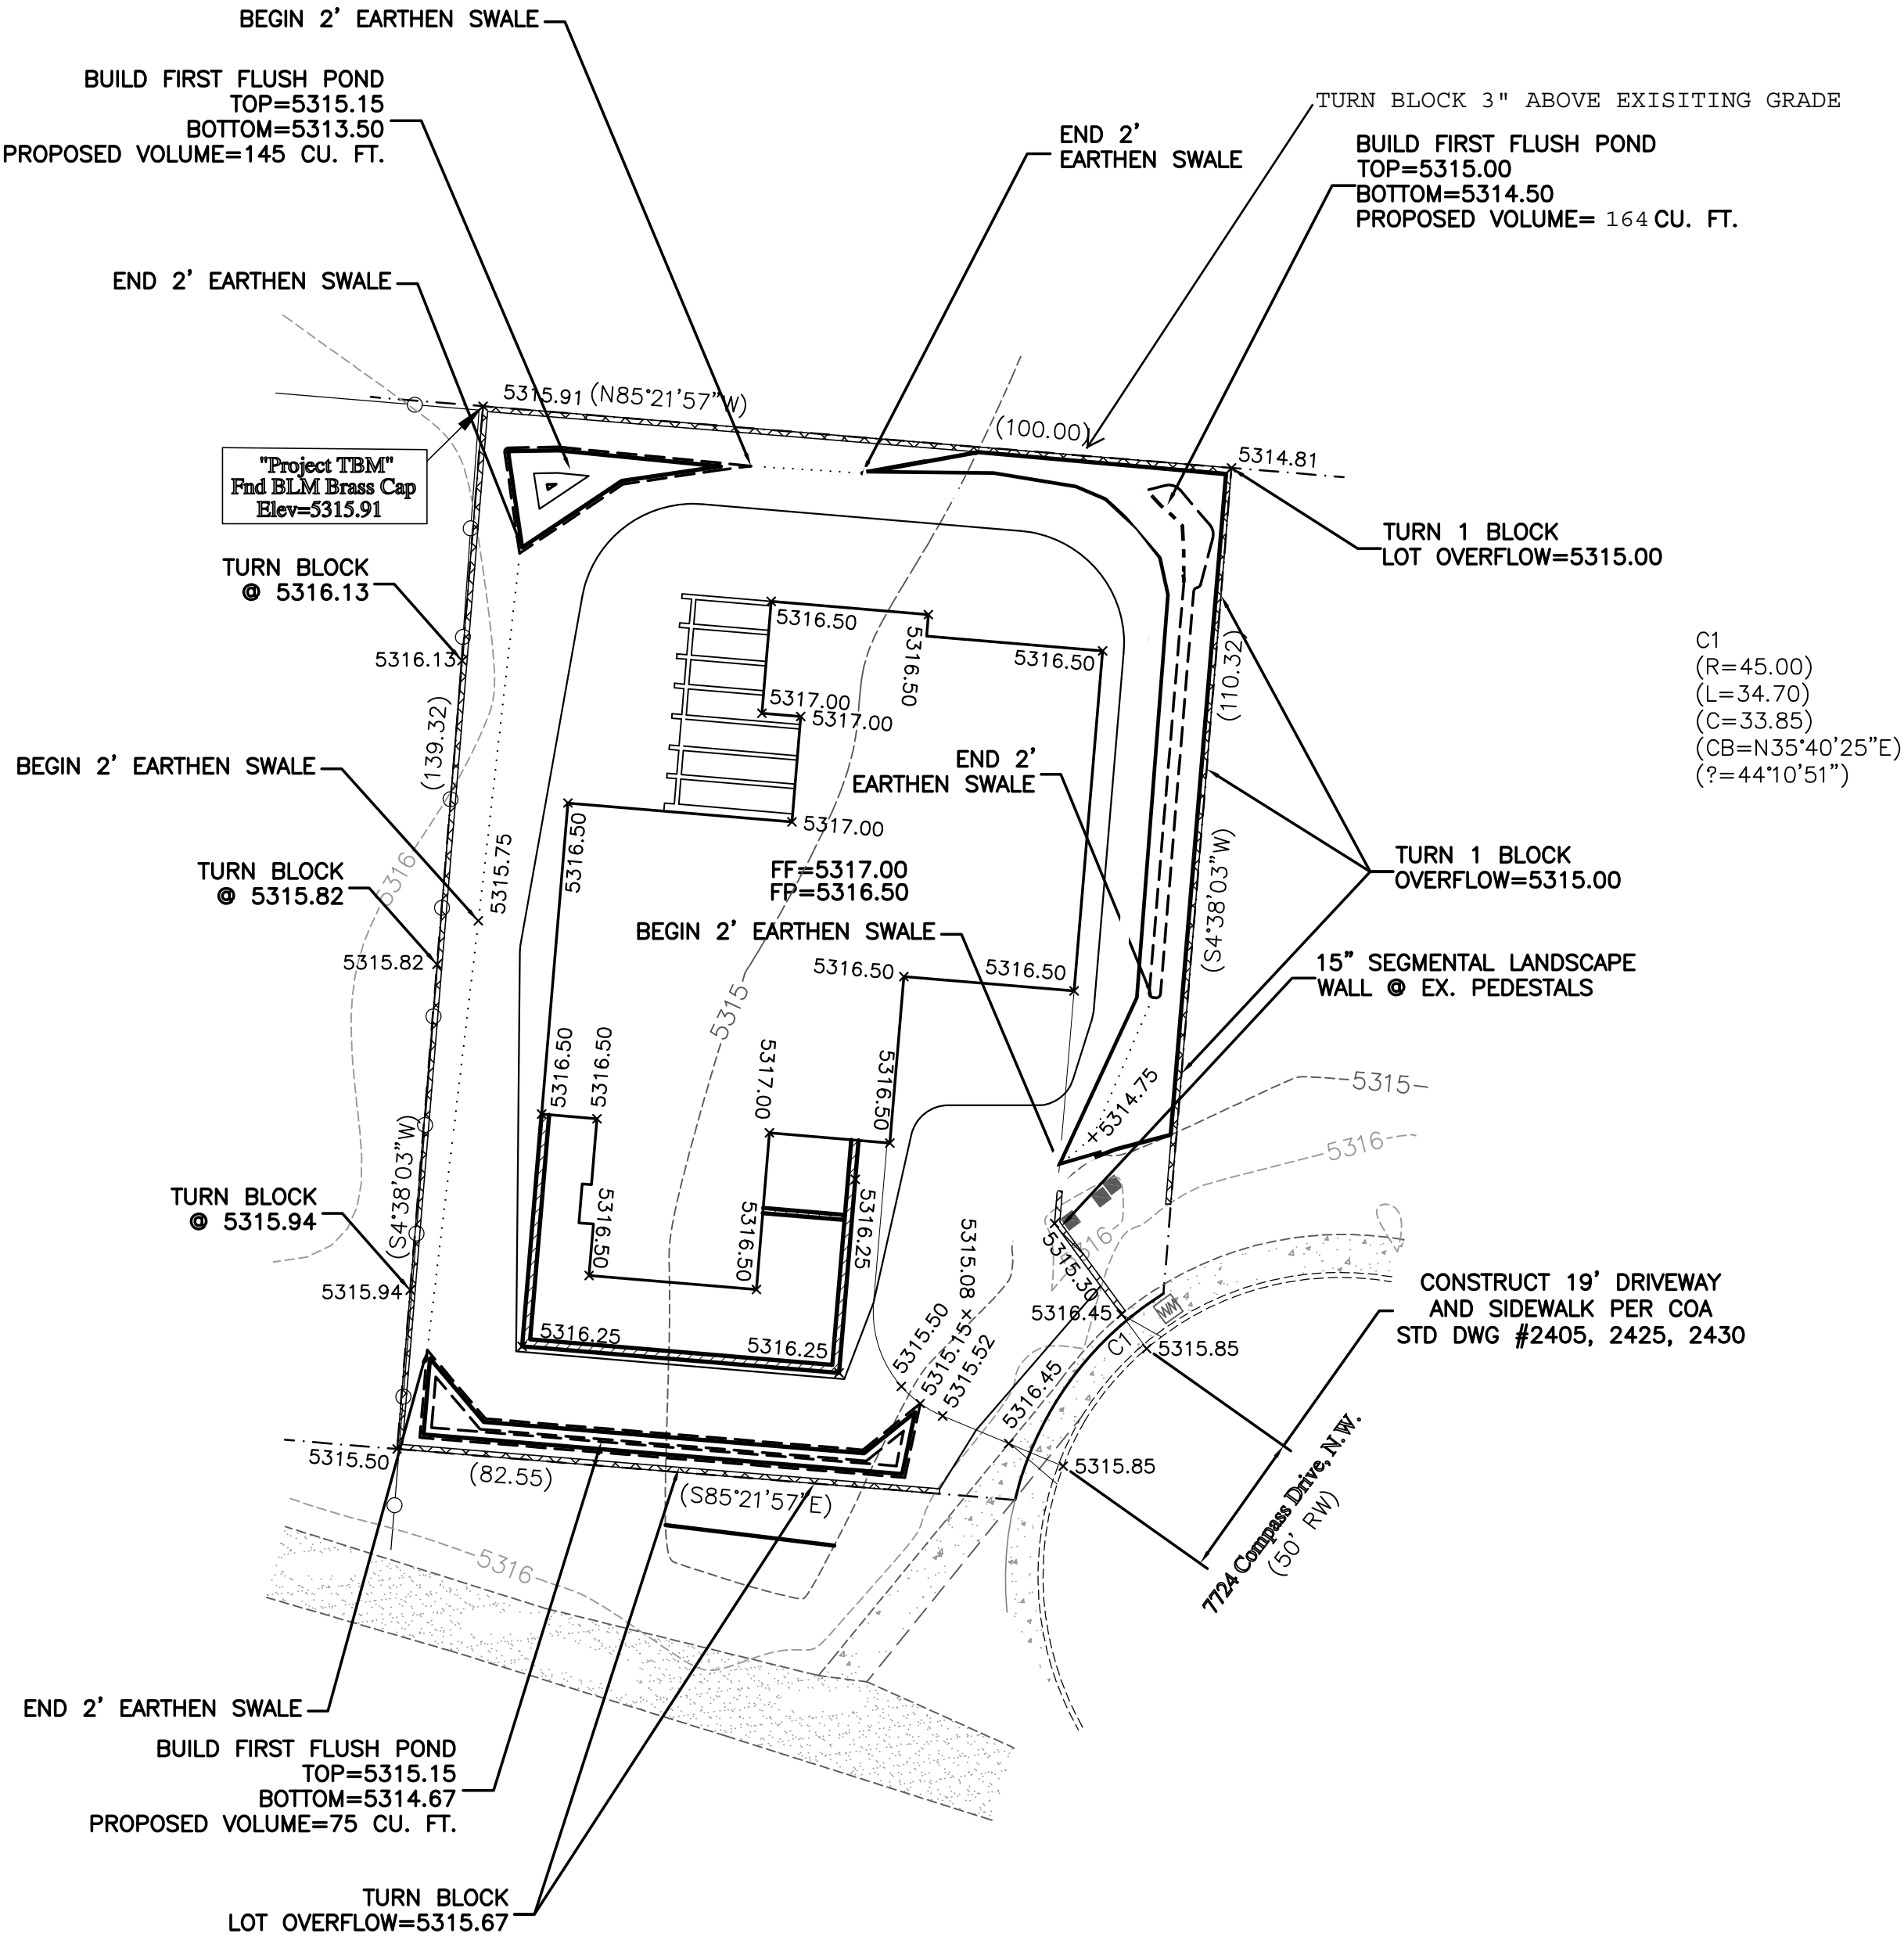 BEGIN 2' EARTHEN SWALE
BUILD FIRST FLUSH POND
TOP=5315.15
BOTTOM=5313.50
PROPOSED VOLUME=145 CU. FT.
END 2'
EARTHEN SWALE
TURN BLOCK 3" ABOVE EXISITING GRADE
BUILD FIRST FLUSH POND
TOP=5315.00
BOTTOM=5314.50
PROPOSED VOLUME= 164 CU. FT.
END 2' EARTHEN SWALE
5315.91 (N85°21'57"W)
(100.00)
5314.81
"Project TBM"
Fnd BLM Brass Cap
Elev=5315.91
TURN 1 BLOCK
LOT OVERFLOW=5315.00
TURN BLOCK
@ 5316.13
5316.13
5316.50
5316.50
5316.50
(110.32)
C1
(R=45.00)
(L=34.70)
(C=33.85)
(CB=N35°40'25"E)
(?=44°10'51")
5317.00
5317.00
(139.32)
BEGIN 2' EARTHEN SWALE
END 2'
EARTHEN SWALE
5317.00
5316.50
5315.75
5316
TURN BLOCK
@ 5315.82
5315.82
FF=5317.00
FP=5316.50
TURN 1 BLOCK
OVERFLOW=5315.00
BEGIN 2' EARTHEN SWALE
(S4°38'03"W)
5316.50
5316.50
15" SEGMENTAL LANDSCAPE
WALL @ EX. PEDESTALS
5315
5316.50
5316.50
5317.00
5316.50
5314.75
5315
5316
(S4°38'03"W)
TURN BLOCK
@ 5315.94
5315.94
5316.50
5316.50
5316.25
5315.08
5316
5315.30
5316.45
C1
5315.85
CONSTRUCT 19' DRIVEWAY
AND SIDEWALK PER COA
STD DWG #2405, 2425, 2430
5316.25
5316.25
5315.50
5315.15
5315.52
5316.45
5315.85
5315.50
(82.55)
(S85°21'57"E)
7724 Compass Drive, N.W.
(50' RW)
5316
END 2' EARTHEN SWALE
BUILD FIRST FLUSH POND
TOP=5315.15
BOTTOM=5314.67
PROPOSED VOLUME=75 CU. FT.
TURN BLOCK
LOT OVERFLOW=5315.67